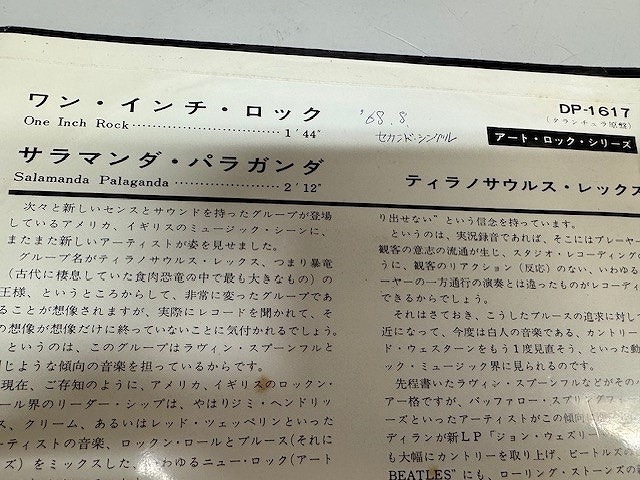 ワン・インチ・ロック
One Inch Rock……………………………1′44″
サラマンダ・パラガンダ
Salamanda Palaganda……………………2′12″
'68.8
セカンド・シングル
DP-1617
(タランチュラ原盤)
アート・ロック・シリーズ
ティラノサウルス・レックス
次々と新しいセンスとサウンドを持ったグループが登場
しているアメリカ、イギリスのミュージック・シーンに、
またまた新しいアーティストが姿を見せました。
グループ名がティラノサウルス・レックス、つまり暴竜
(古代に棲息していた食肉恐竜の中で最も大きなもの)の
王様、というところからして、非常に変ったグループであ
ることが想像されますが、実際にレコードを聞かれて、そ
の想像が想像だけに終っていないことに気付かれるでしょう。
というのは、このグループはラヴィン・スプーンフルと
同じような傾向の音楽を担っているからです。
現在、ご存知のように、アメリカ、イギリスのロックン・
ール界のリーダー・シップは、やはりジミ・ヘンドリッ
ス、クリーム、あるいはレッド・ツェッペリンといった
ーティストの音楽、ロックン・ロールとブルース(それに
ズ)をミックスした、いわゆるニュー・ロック(アート
り出せない"という信念を持っています。
というのは、実況録音であれば、そこにはプレーヤー
観客の意志の流通が生じ、スタジオ・レコーディングの
うに、観客のリアクション(反応)のない、いわゆる
ーヤーの一方通行の演奏とは違ったものがレコーディ
できるからでしょう。
それはさておき、こうしたブルースの追求に対して
近になって、今度は白人の音楽である、カントリー
ド・ウェスターンをもう1度見直そう、といった動
ック・ミュージック界に見られるのです。
先程書いたラヴィン・スプーンフルなどがそのパ
アー格ですが、バッファロー・スプリングフィー
ーズといったアーティストがこの傾向に
ディランが新LP「ジョン・ウェズリー
も大幅にカントリーを取り上げ、ビートルズの
BEATLES"にも、ローリング・ストーンズの